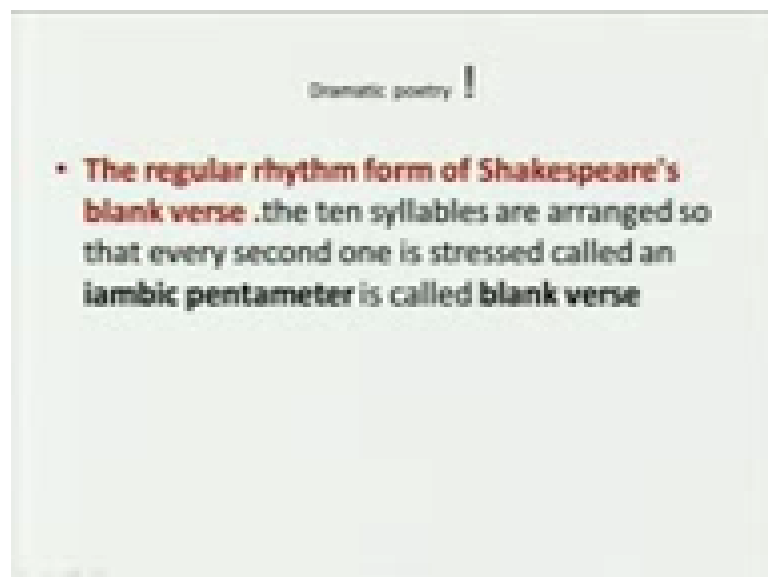 Dramatic poetry !
• The regular rhythm form of Shakespeare's
blank verse .the ten syllables are arranged so
that every second one is stressed called an
iambic pentameter is called blank verse